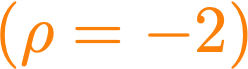 (ρ = −2)